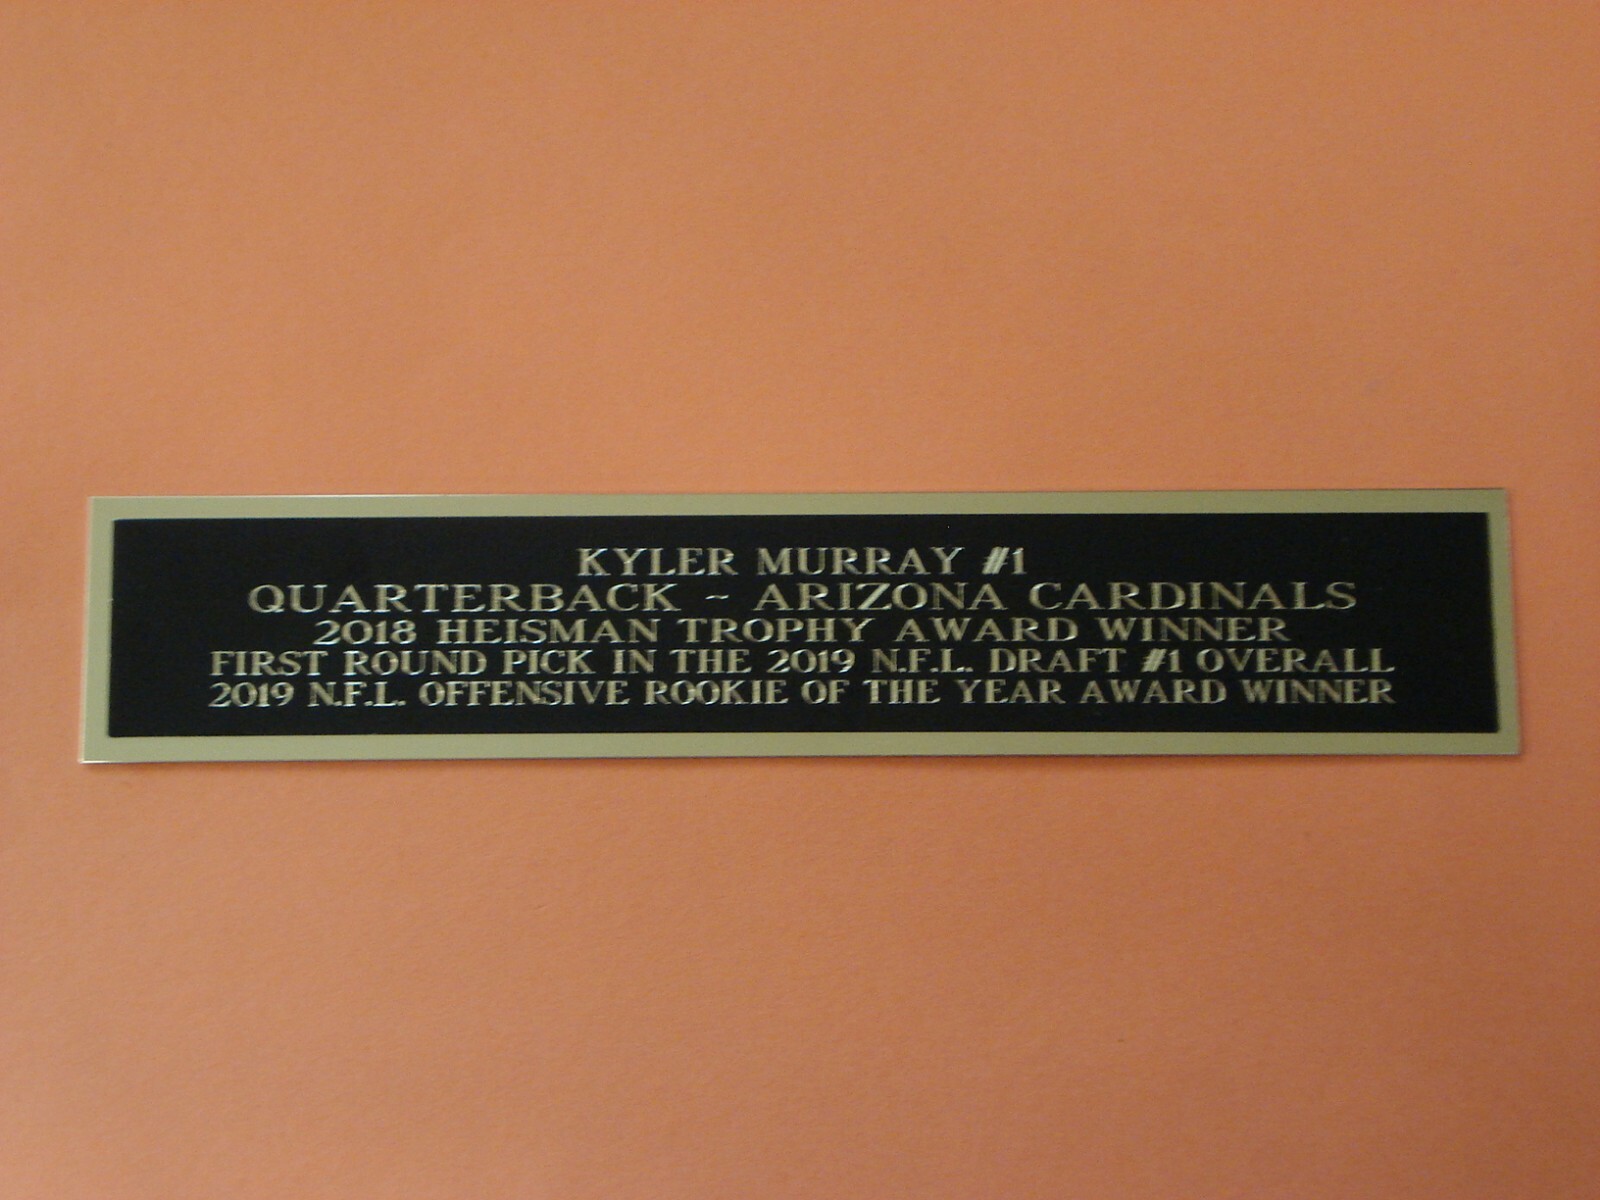 KYLER MURRAY #1
QUARTERBACK ~ ARIZONA CARDINALS
2018 HEISMAN TROPHY AWARD WINNER
FIRST ROUND PICK IN THE 2019 N.F.L. DRAFT #1 OVERALL
2019 N.F.L. OFFENSIVE ROOKIE OF THE YEAR AWARD WINNER